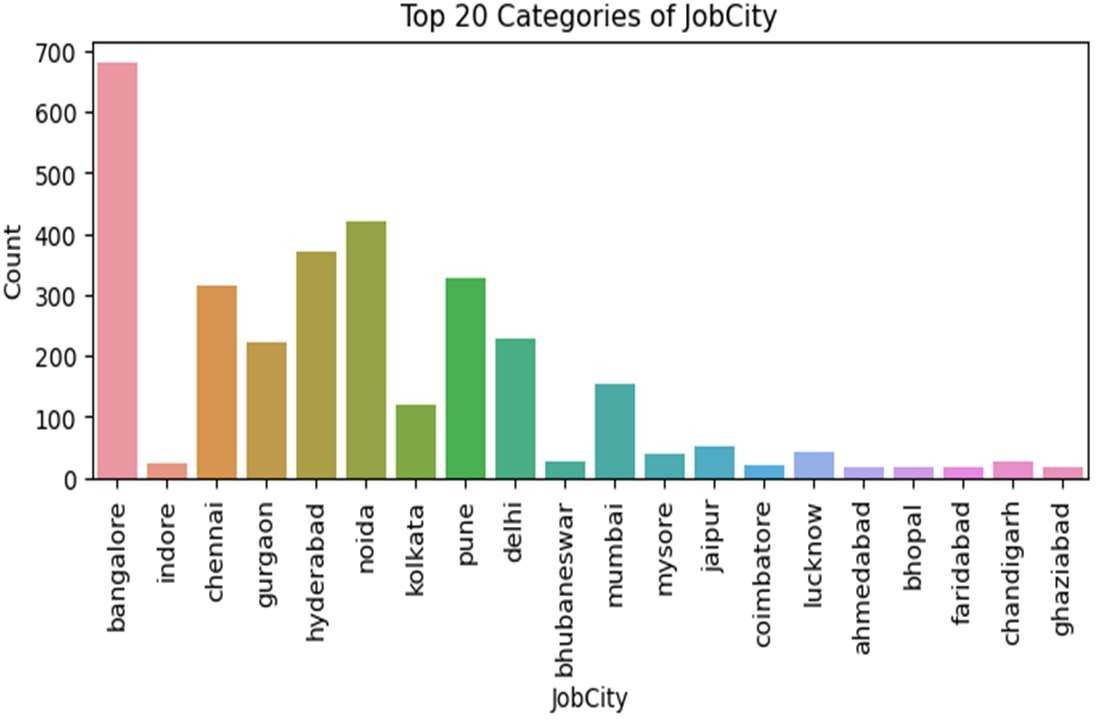 Top 20 Categories of JobCity
700
600
500
400
300
200
100
0
Count
bangalore
indore
chennai
gurgaon
hyderabad
noida
kolkata
pune
delhi
bhubaneswar
mumbai
mysore
jaipur
coimbatore
lucknow
ahmedabad
bhopal
faridabad
chandigarh
ghaziabad
JobCity